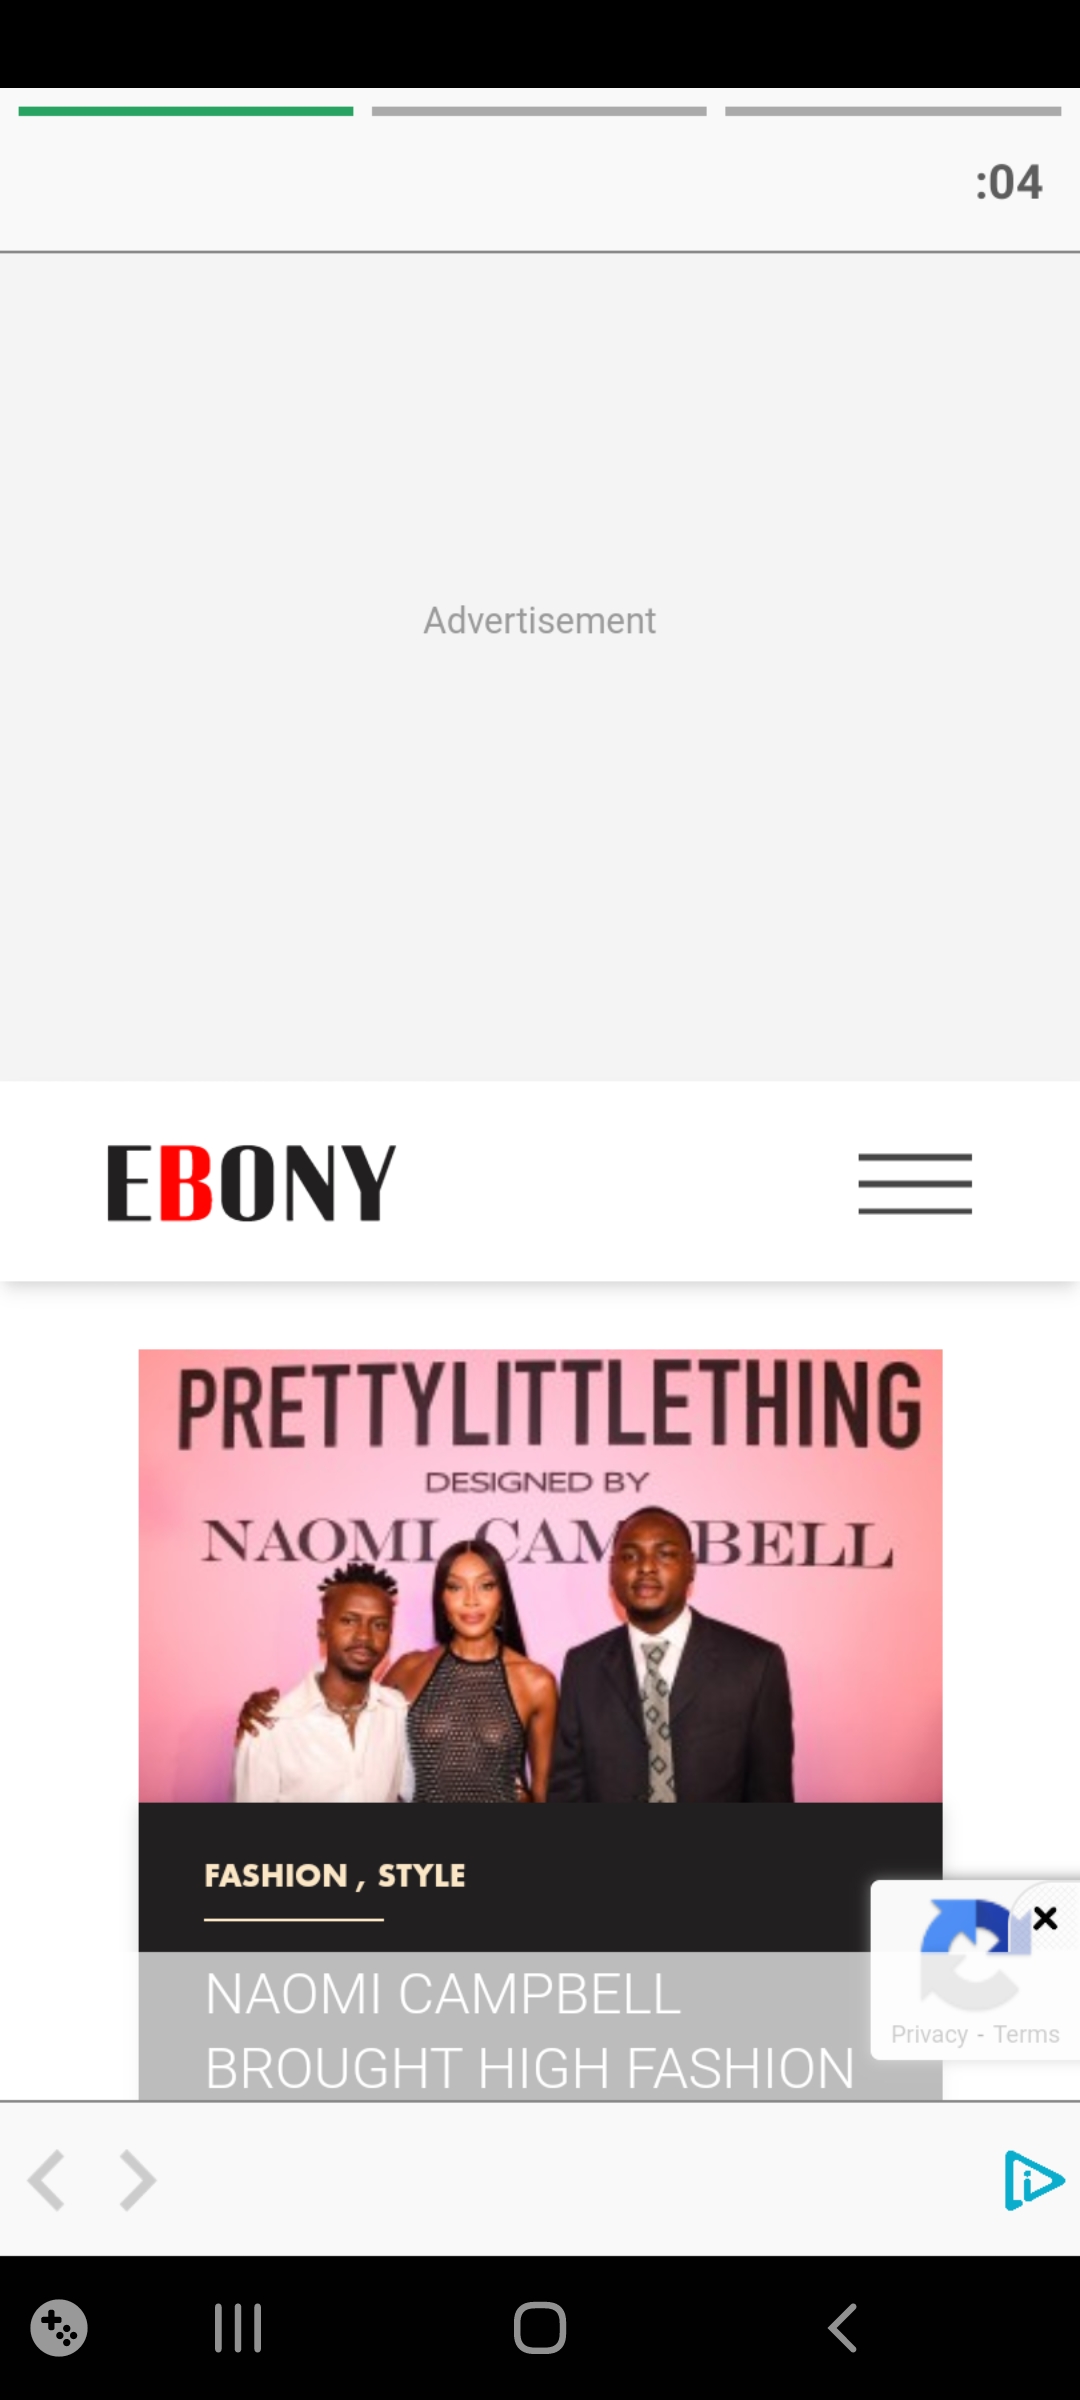 :04
Advertisement
EBONY
PRETTYLITTLETHING
DESIGNED BY
NAOMI CAMPBELL
FASHION , STYLE
NAOMI CAMPBELL
BROUGHT HIGH FASHION
Privacy - Terms